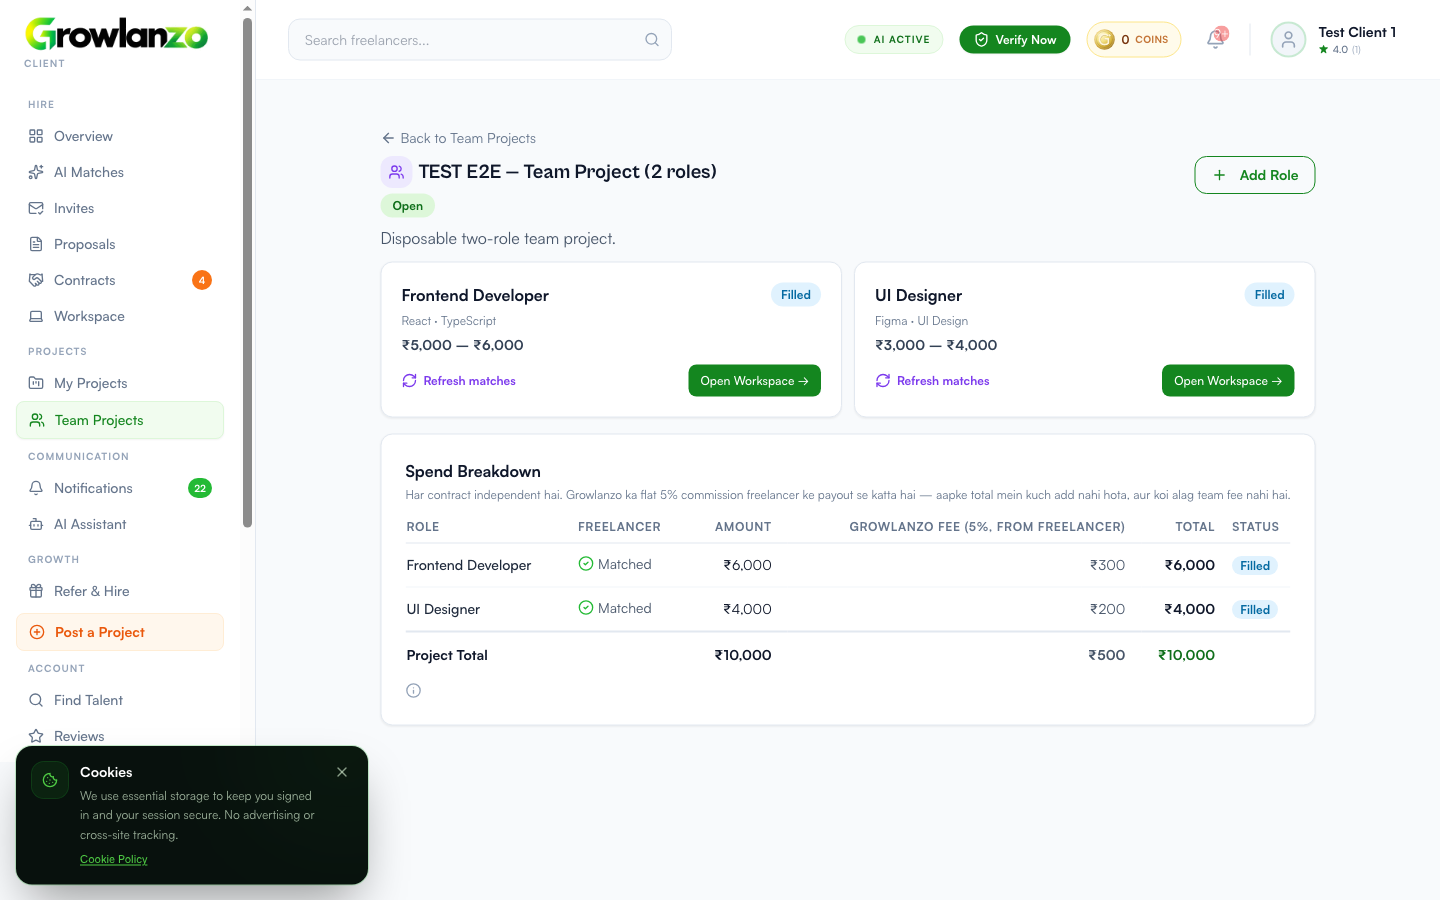 Growlanzo
CLIENT
HIRE
Overview
AI Matches
Invites
Proposals
Contracts 4
Workspace
PROJECTS
My Projects
Team Projects
COMMUNICATION
Notifications 22
AI Assistant
GROWTH
Refer & Hire
Post a Project
ACCOUNT
Find Talent
Reviews
Search freelancers...
AI ACTIVE
Verify Now
0 COINS
Test Client 1
★ 4.0 (1)
← Back to Team Projects
TEST E2E — Team Project (2 roles)
Open
+ Add Role
Disposable two-role team project.
Frontend Developer Filled
React · TypeScript
₹5,000 — ₹6,000
Refresh matches Open Workspace →
UI Designer Filled
Figma · UI Design
₹3,000 — ₹4,000
Refresh matches Open Workspace →
Spend Breakdown
Har contract independent hai. Growlanzo ka flat 5% commission freelancer ke payout se katta hai — aapke total mein kuch add nahi hota, aur koi alag team fee nahi hai.
ROLE FREELANCER AMOUNT GROWLANZO FEE (5%, FROM FREELANCER) TOTAL STATUS
Frontend Developer Matched ₹6,000 ₹300 ₹6,000 Filled
UI Designer Matched ₹4,000 ₹200 ₹4,000 Filled
Project Total ₹10,000 ₹500 ₹10,000
Cookies
We use essential storage to keep you signed
in and your session secure. No advertising or
cross-site tracking.
Cookie Policy